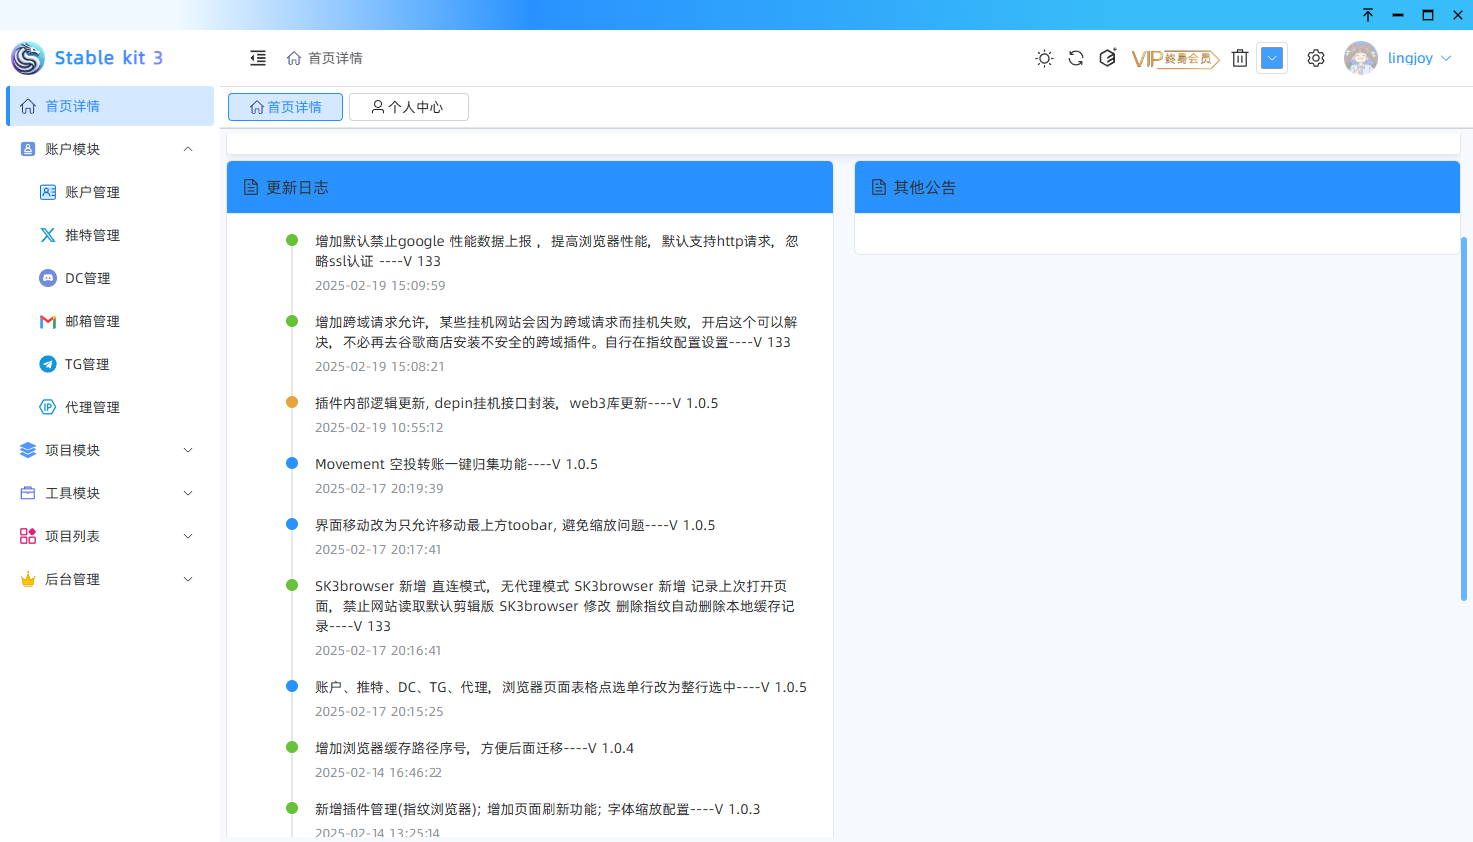 Stable kit 3
首页详情
VIP终身会员
lingjoy
首页详情
账户模块
账户管理
推特管理
DC管理
邮箱管理
TG管理
代理管理
项目模块
工具模块
项目列表
后台管理
首页详情
个人中心
更新日志
增加默认禁止google 性能数据上报 ，提高浏览器性能，默认支持http请求，忽
略ssl认证 ----V 133
2025-02-19 15:09:59
增加跨域请求允许，某些挂机网站会因为跨域请求而挂机失败，开启这个可以解
决，不必再去谷歌商店安装不安全的跨域插件。自行在指纹配置设置----V 133
2025-02-19 15:08:21
插件内部逻辑更新, depin挂机接口封装，web3库更新----V 1.0.5
2025-02-19 10:55:12
Movement 空投转账一键归集功能----V 1.0.5
2025-02-17 20:19:39
界面移动改为只允许移动最上方toobar, 避免缩放问题----V 1.0.5
2025-02-17 20:17:41
SK3browser 新增 直连模式，无代理模式 SK3browser 新增 记录上次打开页
面，禁止网站读取默认剪辑版 SK3browser 修改 删除指纹自动删除本地缓存记
录----V 133
2025-02-17 20:16:41
账户、推特、DC、TG、代理，浏览器页面表格点选单行改为整行选中----V 1.0.5
2025-02-17 20:15:25
增加浏览器缓存路径序号，方便后面迁移----V 1.0.4
2025-02-14 16:46:22
新增插件管理(指纹浏览器); 增加页面刷新功能; 字体缩放配置----V 1.0.3
2025-02-14 13:25:14
其他公告